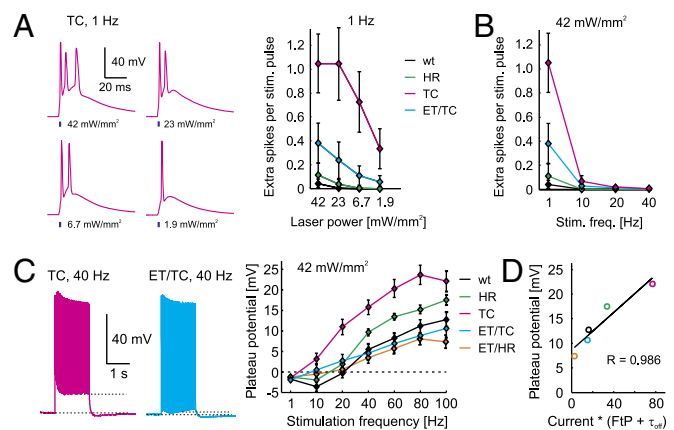 A
TC, 1 Hz
40 mV
20 ms
42 mW/mm²
23 mW/mm²
6.7 mW/mm²
1.9 mW/mm²
1 Hz
Extra spikes per stim. pulse
1.2
1.0
0.8
0.6
0.4
0.2
0
wt
HR
TC
ET/TC
42 23 6.7 1.9
Laser power [mW/mm²]
B
42 mW/mm²
Extra spikes per stim. pulse
1.2
1.0
0.8
0.6
0.4
0.2
0
1 10 20 40
Stim. freq. [Hz]
C
TC, 40 Hz
ET/TC, 40 Hz
40 mV
1 s
42 mW/mm²
Plateau potential [mV]
25
20
15
10
5
0
-5
1 10 20 40 60 80 100
Stimulation frequency [Hz]
wt
HR
TC
ET/TC
ET/HR
D
Plateau potential [mV]
25
20
15
10
5
0
R = 0.986
0 40 80
Current * (FtP + τoff)